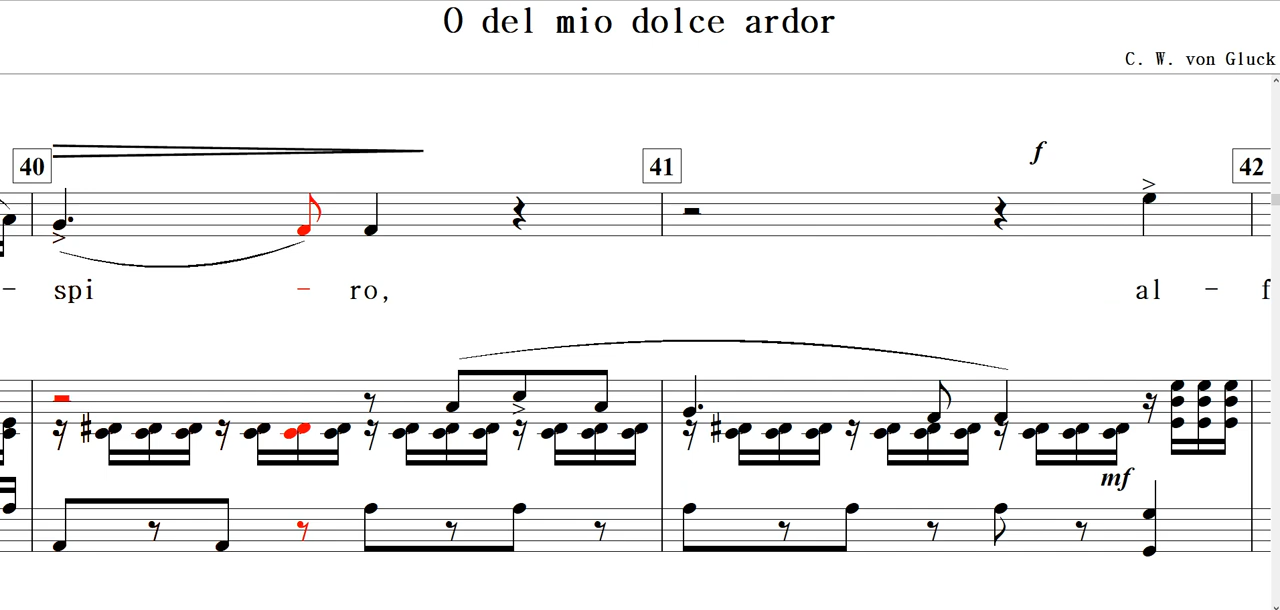 O del mio dolce ardor
C. W. von Gluck
40 41 42
f
- spi - ro, al - f
mf